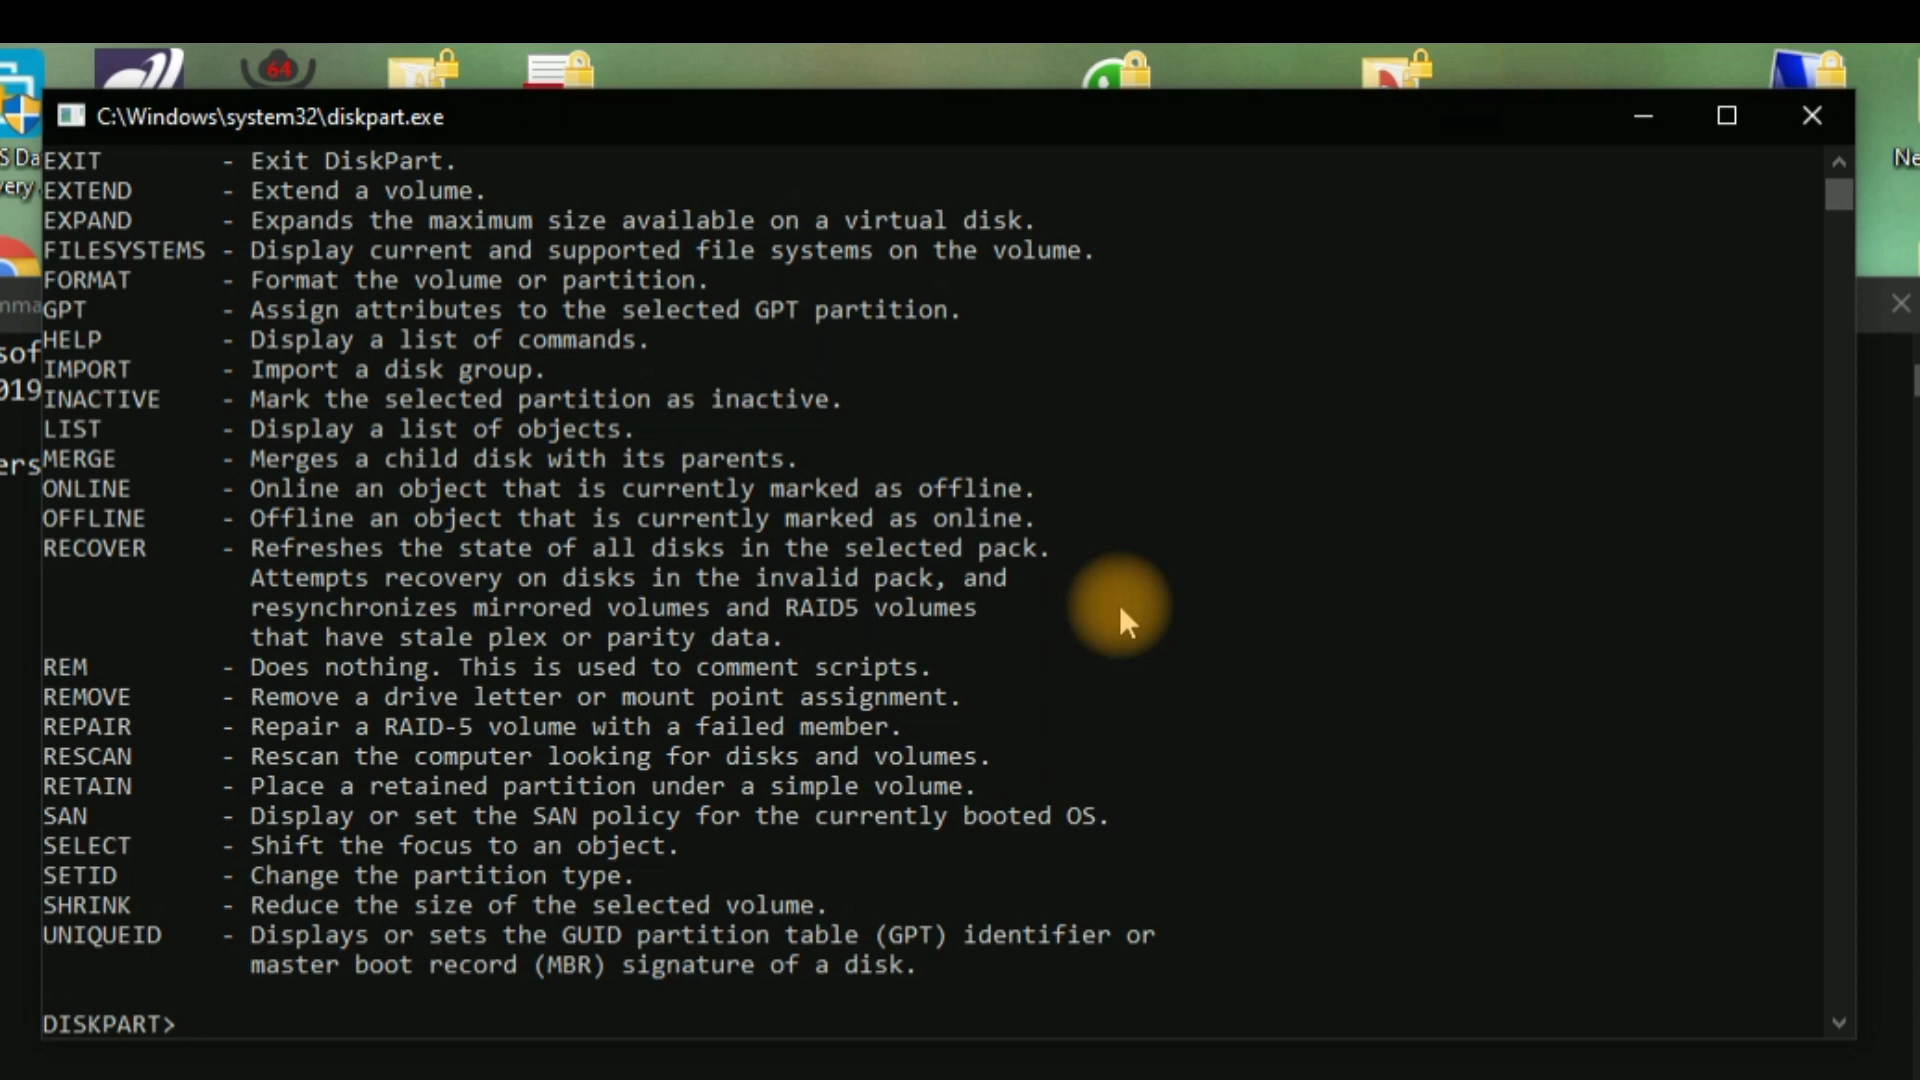 64
C:\Windows\system32\diskpart.exe
EXIT - Exit DiskPart.
EXTEND - Extend a volume.
EXPAND - Expands the maximum size available on a virtual disk.
FILESYSTEMS - Display current and supported file systems on the volume.
FORMAT - Format the volume or partition.
GPT - Assign attributes to the selected GPT partition.
HELP - Display a list of commands.
IMPORT - Import a disk group.
INACTIVE - Mark the selected partition as inactive.
LIST - Display a list of objects.
MERGE - Merges a child disk with its parents.
ONLINE - Online an object that is currently marked as offline.
OFFLINE - Offline an object that is currently marked as online.
RECOVER - Refreshes the state of all disks in the selected pack.
Attempts recovery on disks in the invalid pack, and
resynchronizes mirrored volumes and RAID5 volumes
that have stale plex or parity data.
REM - Does nothing. This is used to comment scripts.
REMOVE - Remove a drive letter or mount point assignment.
REPAIR - Repair a RAID-5 volume with a failed member.
RESCAN - Rescan the computer looking for disks and volumes.
RETAIN - Place a retained partition under a simple volume.
SAN - Display or set the SAN policy for the currently booted OS.
SELECT - Shift the focus to an object.
SETID - Change the partition type.
SHRINK - Reduce the size of the selected volume.
UNIQUEID - Displays or sets the GUID partition table (GPT) identifier or
master boot record (MBR) signature of a disk.
DISKPART>